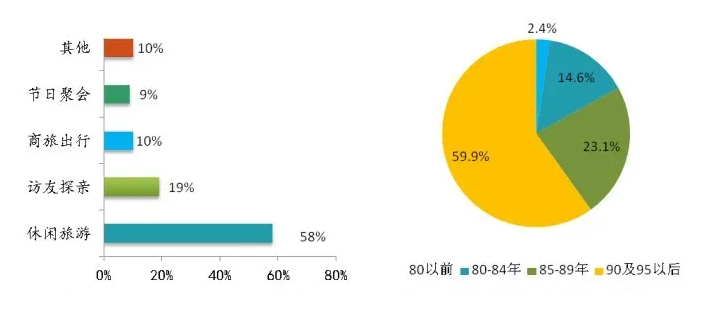 其他 10%
节日聚会 9%
商旅出行 10%
访友探亲 19%
休闲旅游 58%
0% 20% 40% 60% 80%
2.4%
14.6%
23.1%
59.9%
80以前 80-84年 85-89年 90及95以后